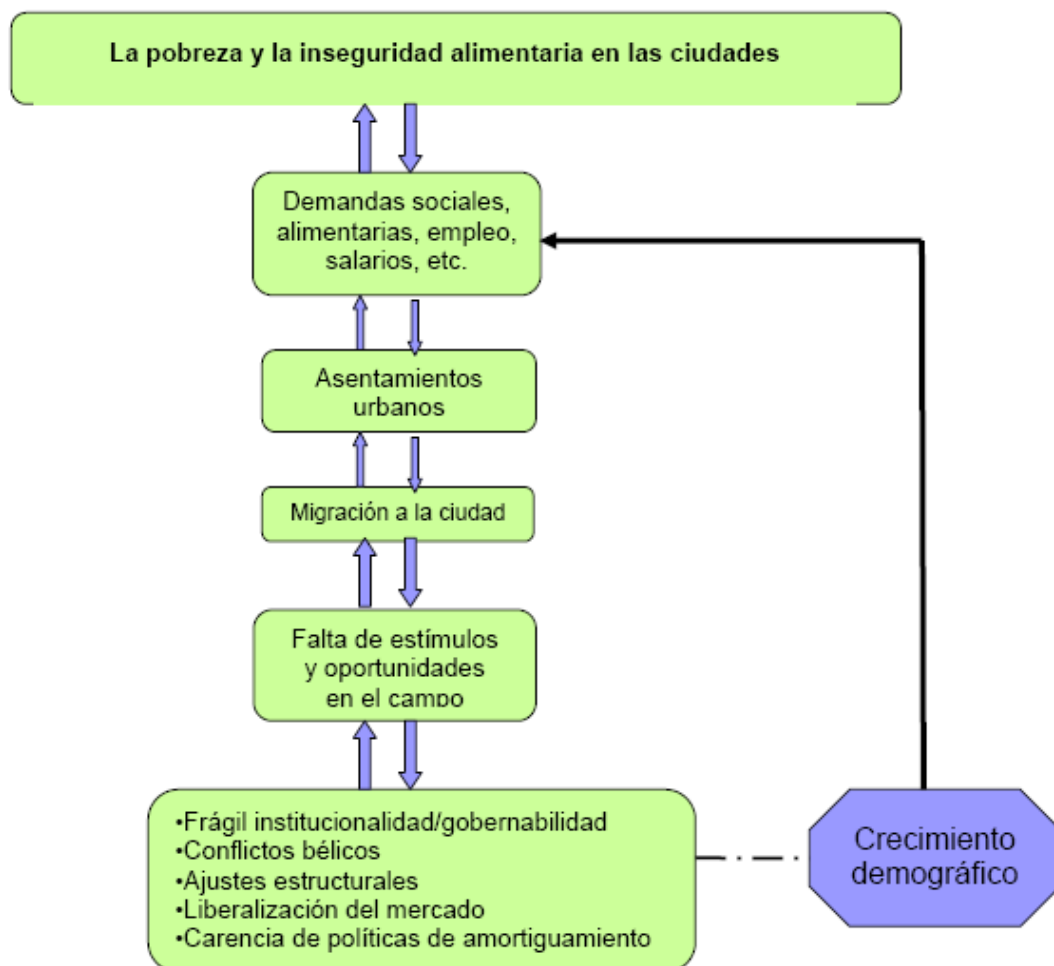 La pobreza y la inseguridad alimentaria en las ciudades
Demandas sociales,
alimentarias, empleo,
salarios, etc.
Asentamientos
urbanos
Migración a la ciudad
Falta de estímulos
y oportunidades
en el campo
•Frágil institucionalidad/gobernabilidad
•Conflictos bélicos
•Ajustes estructurales
•Liberalización del mercado
•Carencia de políticas de amortiguamiento
Crecimiento
demográfico